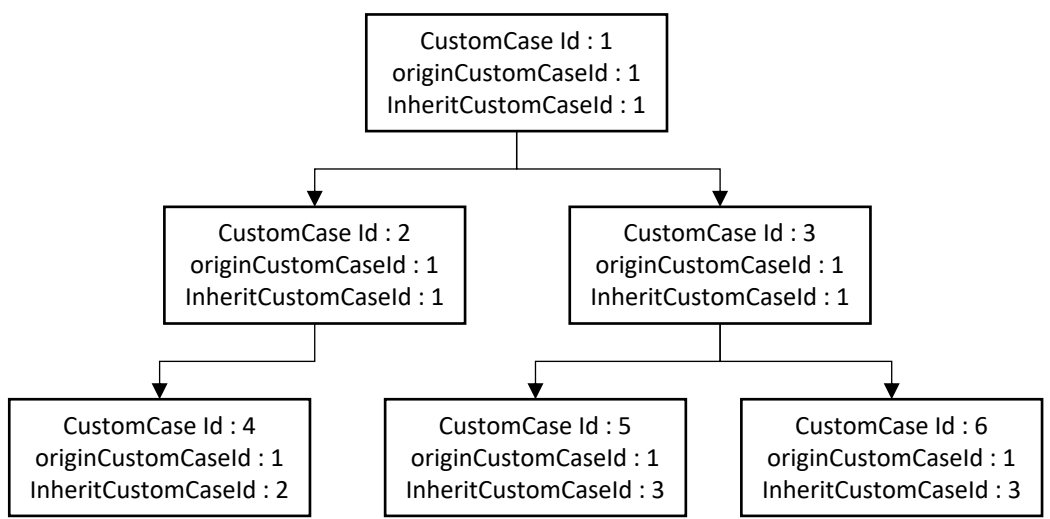 CustomCase Id : 1
originCustomCaseId : 1
InheritCustomCaseId : 1
CustomCase Id : 2
originCustomCaseId : 1
InheritCustomCaseId : 1
CustomCase Id : 3
originCustomCaseId : 1
InheritCustomCaseId : 1
CustomCase Id : 4
originCustomCaseId : 1
InheritCustomCaseId : 2
CustomCase Id : 5
originCustomCaseId : 1
InheritCustomCaseId : 3
CustomCase Id : 6
originCustomCaseId : 1
InheritCustomCaseId : 3